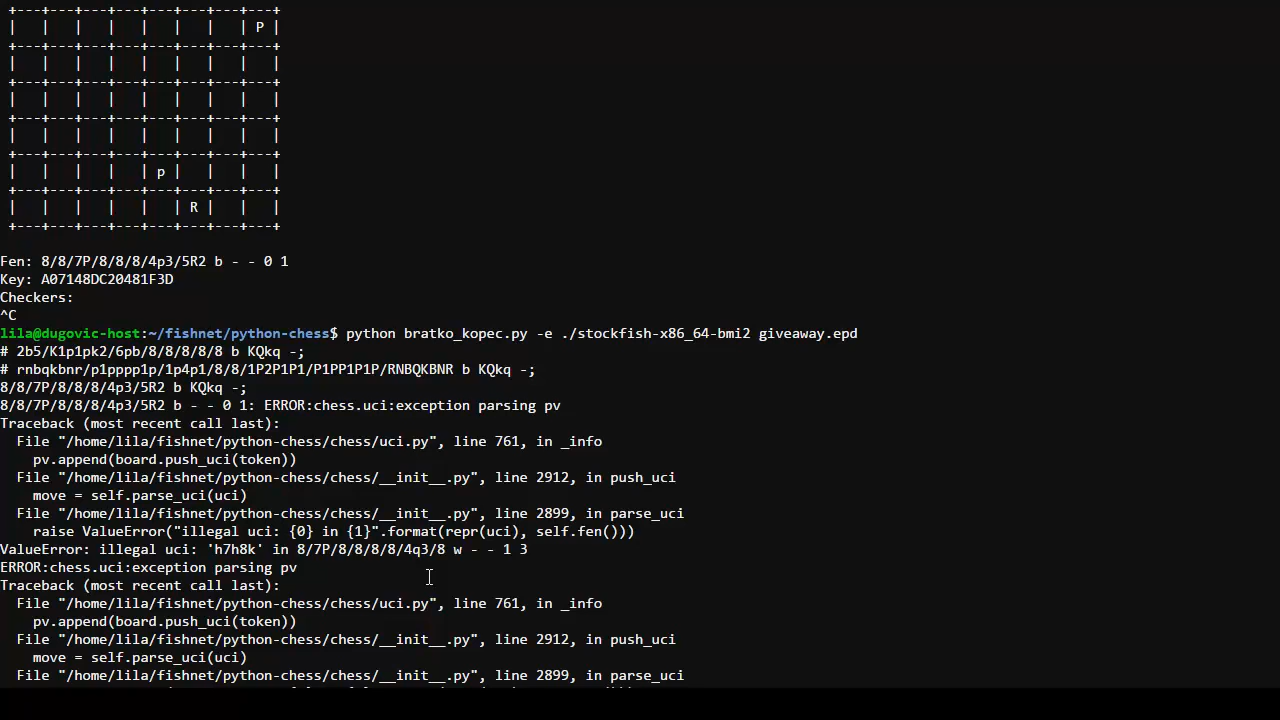 +---+---+---+---+---+---+---+---+
|   |   |   |   |   |   |   | P |
+---+---+---+---+---+---+---+---+
|   |   |   |   |   |   |   |   |
+---+---+---+---+---+---+---+---+
|   |   |   |   |   |   |   |   |
+---+---+---+---+---+---+---+---+
|   |   |   |   |   |   |   |   |
+---+---+---+---+---+---+---+---+
|   |   |   |   | p |   |   |   |
+---+---+---+---+---+---+---+---+
|   |   |   |   |   | R |   |   |
+---+---+---+---+---+---+---+---+
Fen: 8/8/7P/8/8/8/4p3/5R2 b - - 0 1
Key: A07148DC20481F3D
Checkers:
^C
lila@dugovic-host:~/fishnet/python-chess$ python bratko_kopec.py -e ./stockfish-x86_64-bmi2 giveaway.epd
# 2b5/K1p1pk2/6pb/8/8/8/8/8 b KQkq -;
# rnbqkbnr/p1pppp1p/1p4p1/8/8/1P2P1P1/P1PP1P1P/RNBQKBNR b KQkq -;
8/8/7P/8/8/8/4p3/5R2 b KQkq -;
8/8/7P/8/8/8/4p3/5R2 b - - 0 1: ERROR:chess.uci:exception parsing pv
Traceback (most recent call last):
  File "/home/lila/fishnet/python-chess/chess/uci.py", line 761, in _info
    pv.append(board.push_uci(token))
  File "/home/lila/fishnet/python-chess/chess/__init__.py", line 2912, in push_uci
    move = self.parse_uci(uci)
  File "/home/lila/fishnet/python-chess/chess/__init__.py", line 2899, in parse_uci
    raise ValueError("illegal uci: {0} in {1}".format(repr(uci), self.fen()))
ValueError: illegal uci: 'h7h8k' in 8/7P/8/8/8/8/4q3/8 w - - 1 3
ERROR:chess.uci:exception parsing pv
Traceback (most recent call last):
  File "/home/lila/fishnet/python-chess/chess/uci.py", line 761, in _info
    pv.append(board.push_uci(token))
  File "/home/lila/fishnet/python-chess/chess/__init__.py", line 2912, in push_uci
    move = self.parse_uci(uci)
  File "/home/lila/fishnet/python-chess/chess/__init__.py", line 2899, in parse_uci